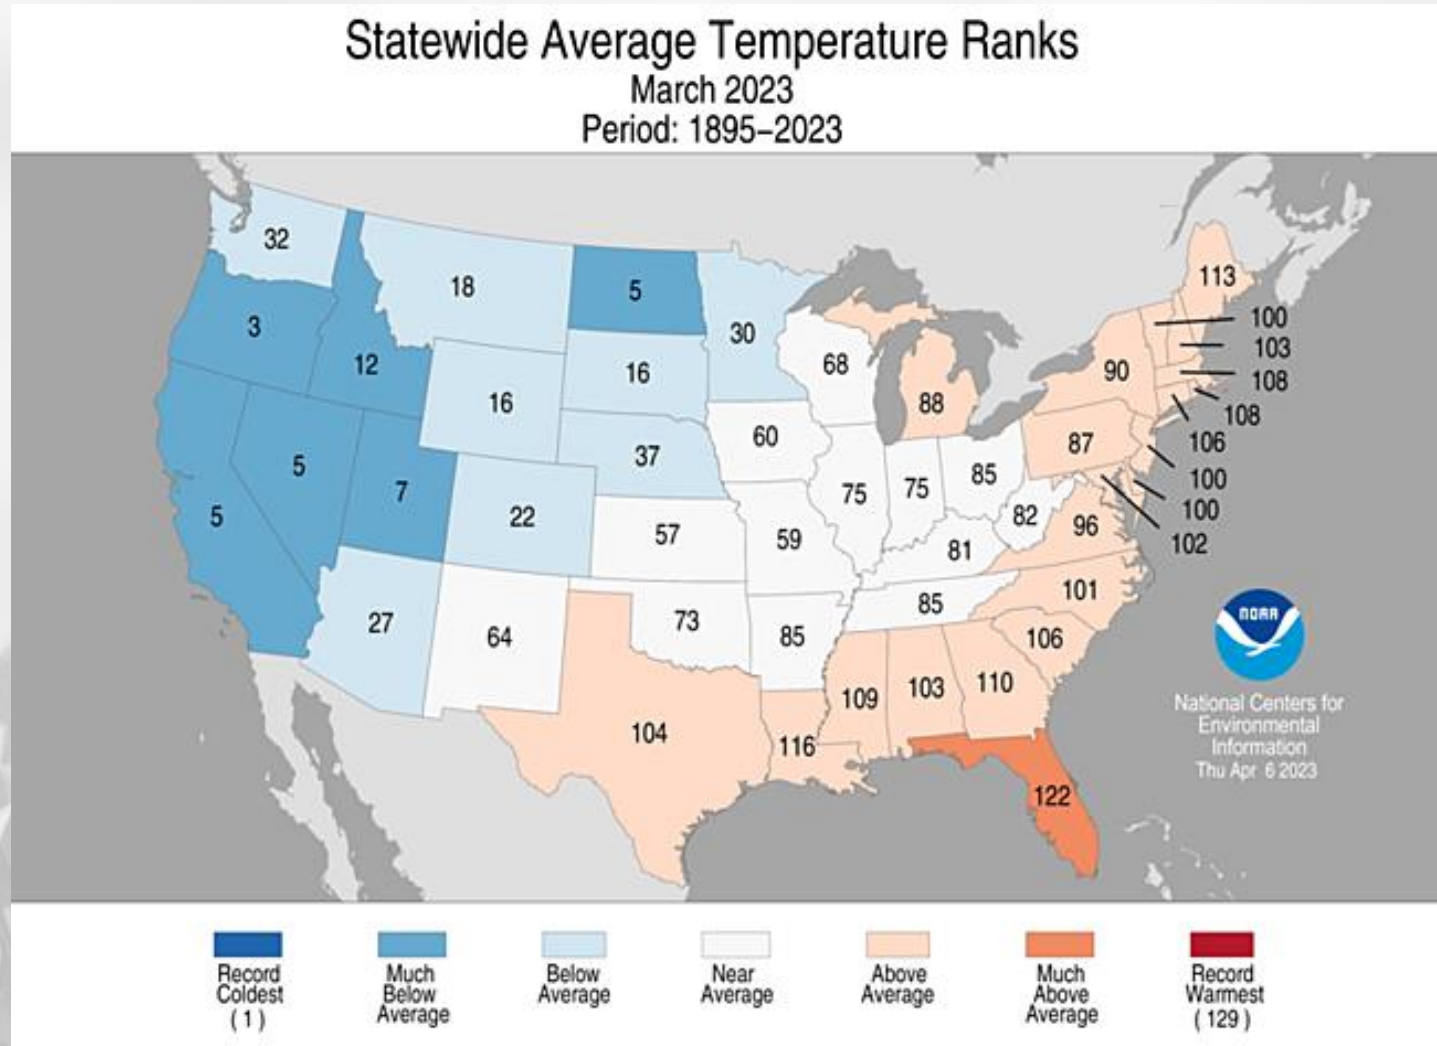 Statewide Average Temperature Ranks
March 2023
Period: 1895–2023
32
18
5
30
3
12
16
16
68
88
90
113
100
103
108
108
106
100
100
102
5
5
7
22
37
60
75
75
85
87
82
96
57
59
81
27
64
73
85
85
101
106
104
116
109
103
110
122
NOAA
National Centers for
Environmental
Information
Thu Apr 6 2023
Record
Coldest
( 1 )
Much
Below
Average
Below
Average
Near
Average
Above
Average
Much
Above
Average
Record
Warmest
( 129 )